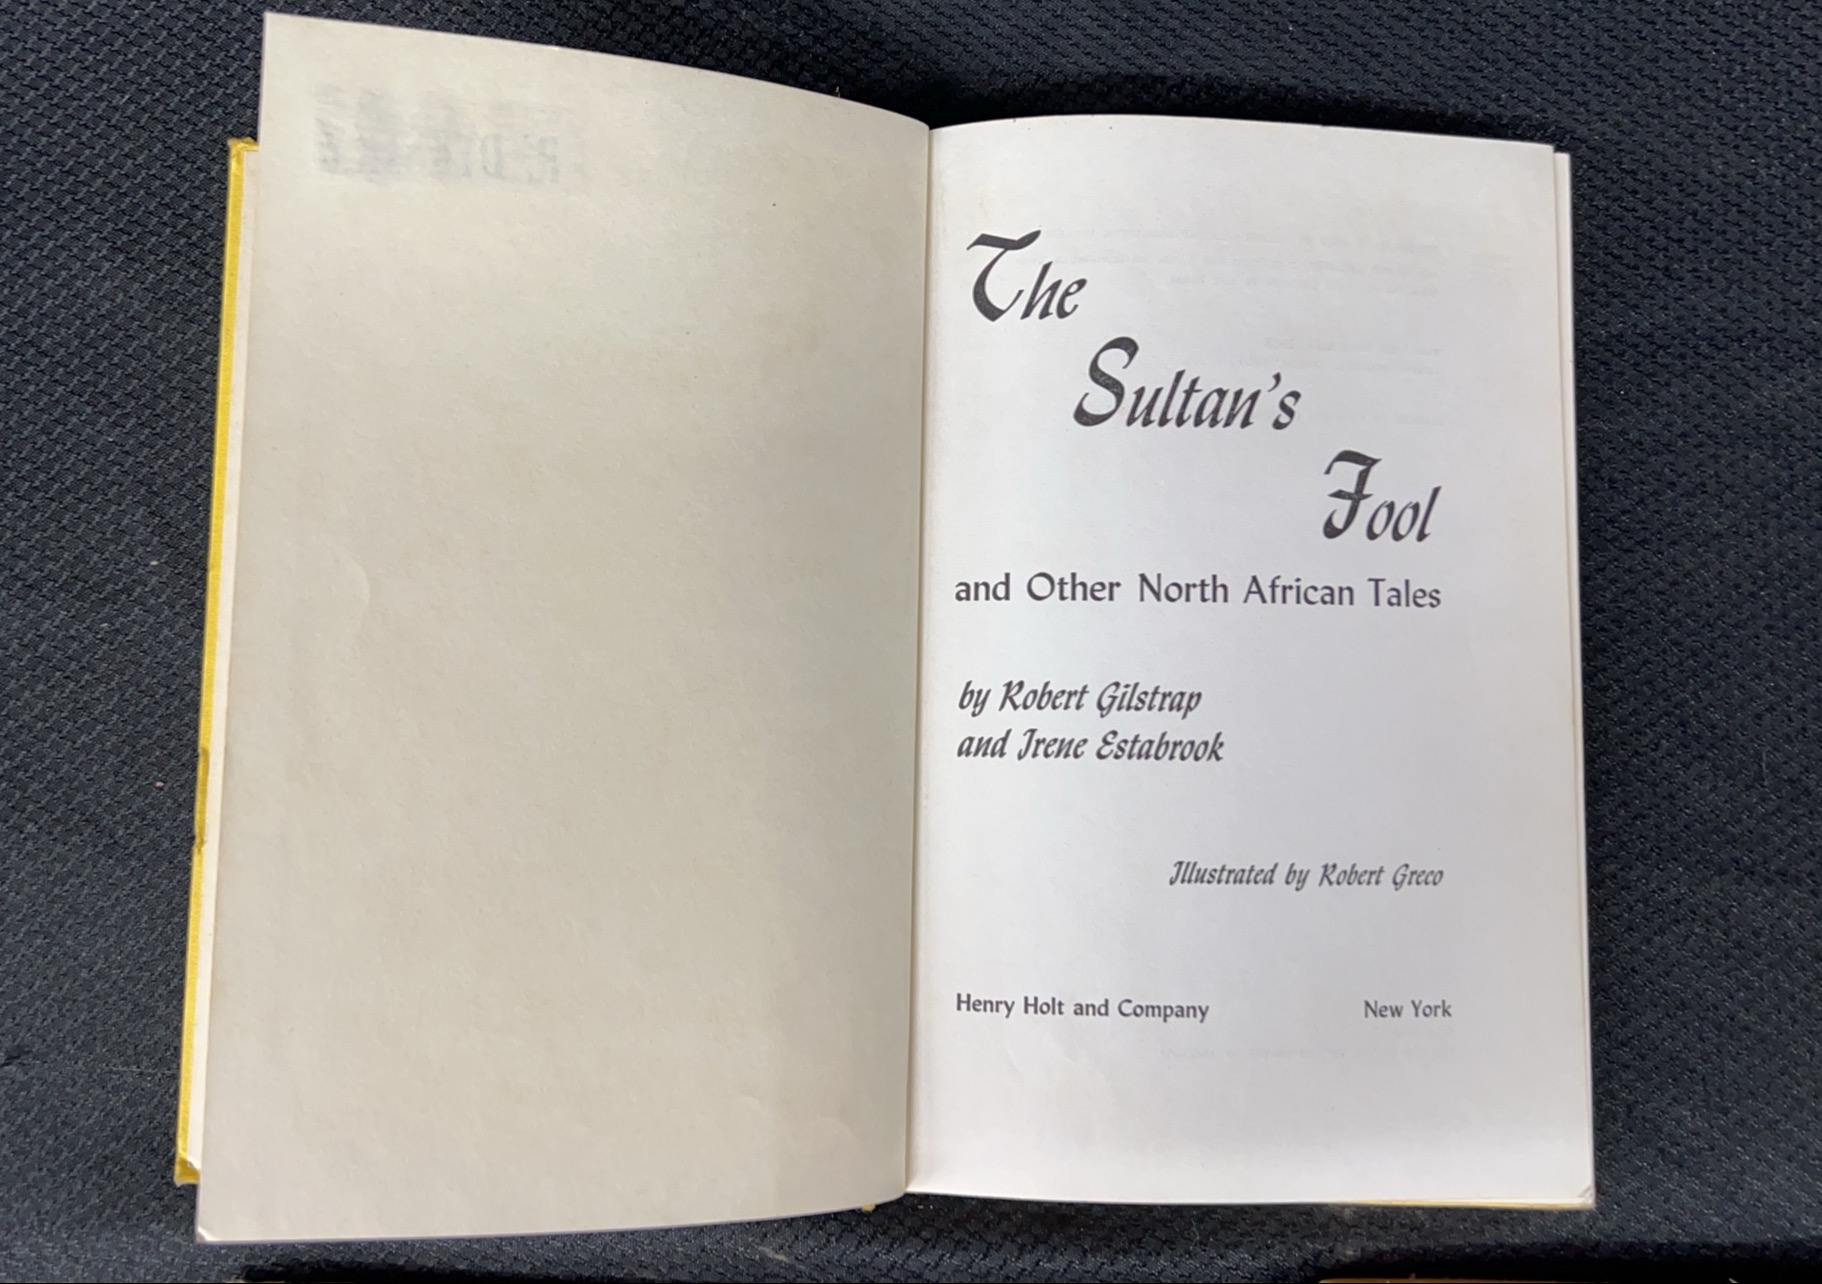 The
Sultan's
Fool
and Other North African Tales
by Robert Gilstrap
and Irene Estabrook
Illustrated by Robert Greco
Henry Holt and Company New York